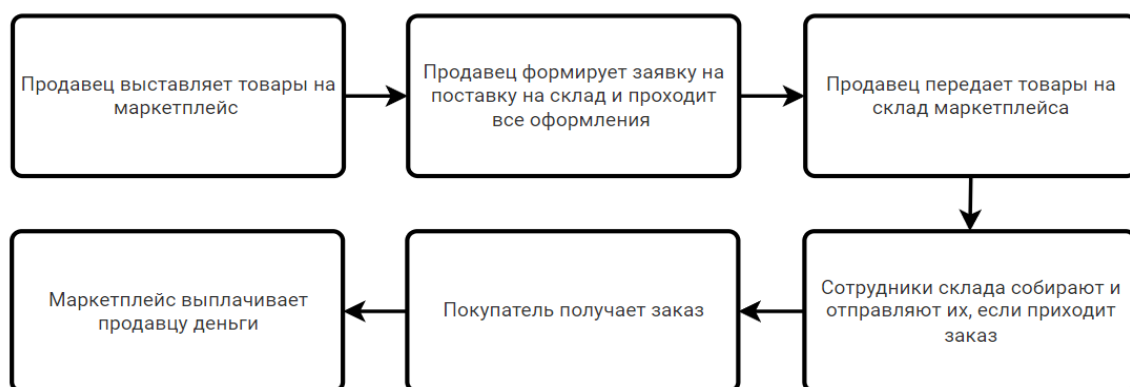 Продавец выставляет товары на
маркетплейс
Продавец формирует заявку на
поставку на склад и проходит
все оформления
Продавец передает товары на
склад маркетплейса
Сотрудники склада собирают и
отправляют их, если приходит
заказ
Покупатель получает заказ
Маркетплейс выплачивает
продавцу деньги